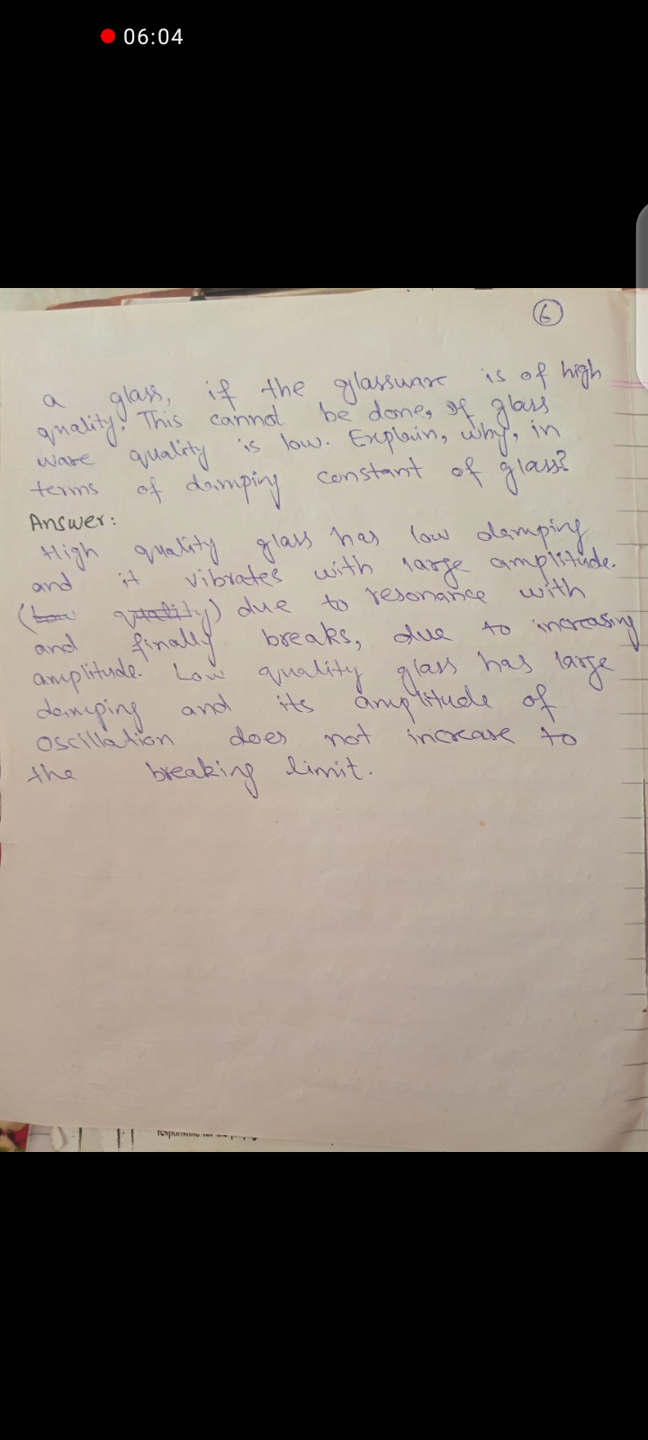 06:04
6
a glass, if the glassware is of high
quality. This cannot be done, if glass
ware quality is low. Explain, why, in
terms of damping constant of glass?
Answer:
High quality glass has low damping
and it vibrates with large amplitude.
(low quality) due to resonance with
and finally breaks, due to increasing
amplitude. Low quality glass has large
damping and its amplitude of
oscillation does not increase to
the breaking limit.